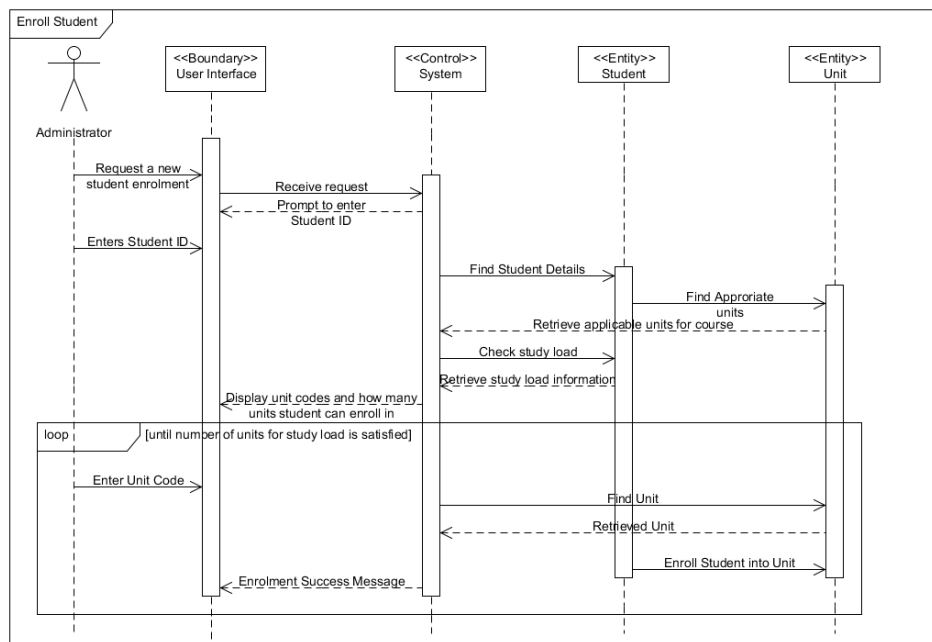 Enroll Student
<<Boundary>>
User Interface
<<Control>>
System
<<Entity>>
Student
<<Entity>>
Unit
Administrator
Request a new
student enrolment
Receive request
Prompt to enter
Student ID
Enters Student ID
Find Student Details
Find Approriate
units
Retrieve applicable units for course
Check study load
Retrieve study load information
Display unit codes and how many
units student can enroll in
loop
[until number of units for study load is satisfied]
Enter Unit Code
Find Unit
Retrieved Unit
Enroll Student into Unit
Enrolment Success Message